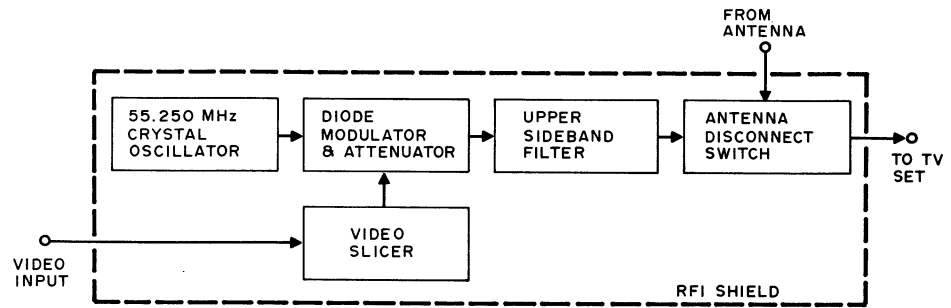 FROM
ANTENNA
55.250 MHz
CRYSTAL
OSCILLATOR
DIODE
MODULATOR
& ATTENUATOR
UPPER
SIDEBAND
FILTER
ANTENNA
DISCONNECT
SWITCH
TO TV
SET
VIDEO
SLICER
VIDEO
INPUT
RFI SHIELD